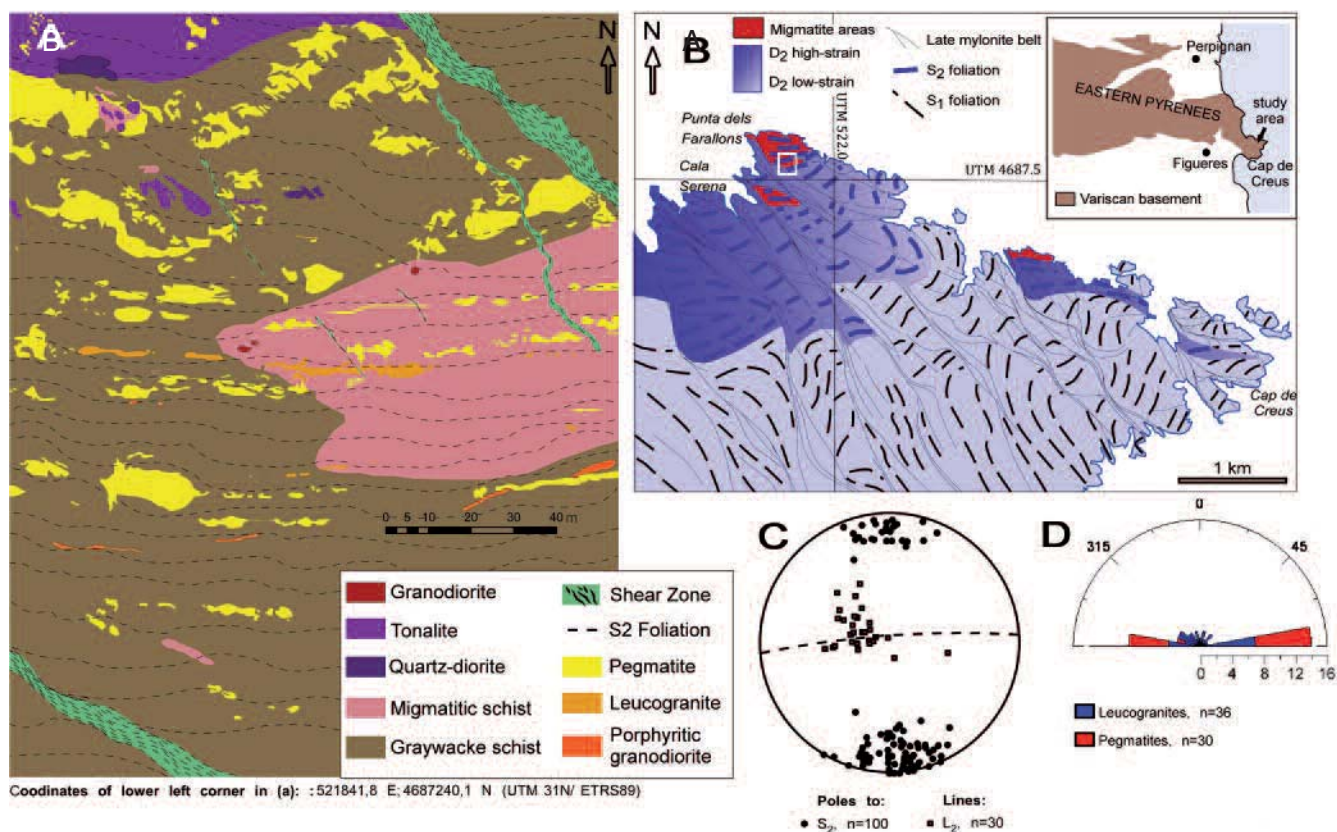 A
B
N
Granodiorite
Tonalite
Quartz-diorite
Migmatitic schist
Graywacke schist
Shear Zone
S2 Foliation
Pegmatite
Leucogranite
Porphyritic
granodiorite
0 5 10 20 30 40 m
Coodinates of lower left corner in (a): :521841,8 E;4687240,1 N (UTM 31N/ ETRS89)
N
A
B
Migmatite areas
D2 high-strain
D2 low-strain
Late mylonite belt
S2 foliation
S1 foliation
Punta dels
Farallons
Cala
Serena
UTM 522.0
UTM 4687.5
Cap de
Creus
1 km
Perpignan
EASTERN PYRENEES
study
area
Figueres
Cap de
Creus
Variscan basement
C
Poles to:
S2, n=100
Lines:
L2, n=30
D
0
315
45
0 4 8 12 16
Leucogranites, n=36
Pegmatites, n=30